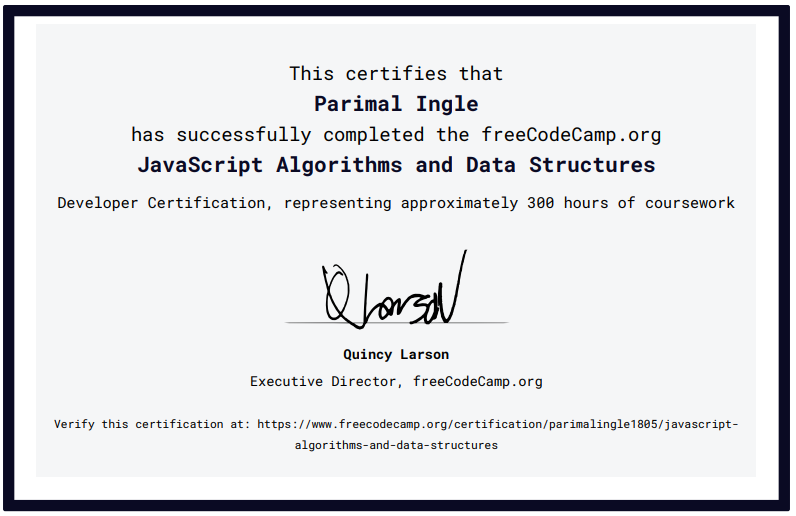 This certifies that
Parimal Ingle
has successfully completed the freeCodeCamp.org
JavaScript Algorithms and Data Structures
Developer Certification, representing approximately 300 hours of coursework
Q Larson
Quincy Larson
Executive Director, freeCodeCamp.org
Verify this certification at: https://www.freecodecamp.org/certification/parimalingle1805/javascript-
algorithms-and-data-structures